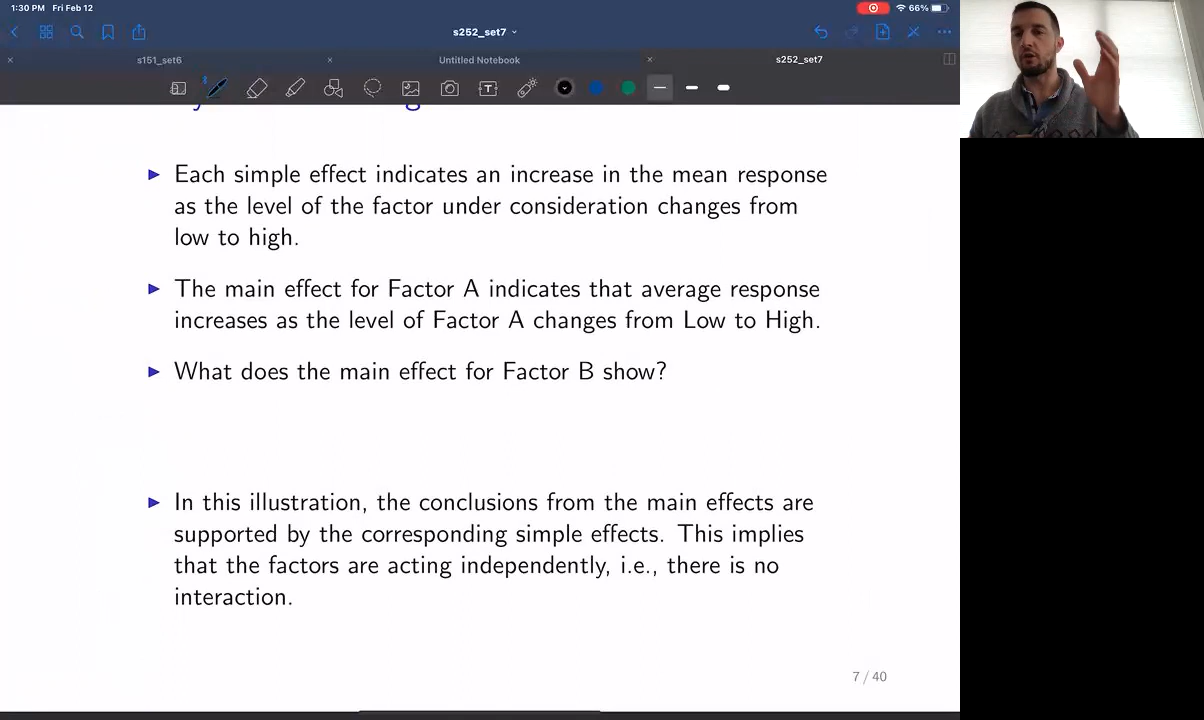 1:30 PM Fri Feb 12
66%
s252_set7
s151_set6
Untitled Notebook
s252_set7
Each simple effect indicates an increase in the mean response
as the level of the factor under consideration changes from
low to high.
The main effect for Factor A indicates that average response
increases as the level of Factor A changes from Low to High.
What does the main effect for Factor B show?
In this illustration, the conclusions from the main effects are
supported by the corresponding simple effects. This implies
that the factors are acting independently, i.e., there is no
interaction.
7 / 40